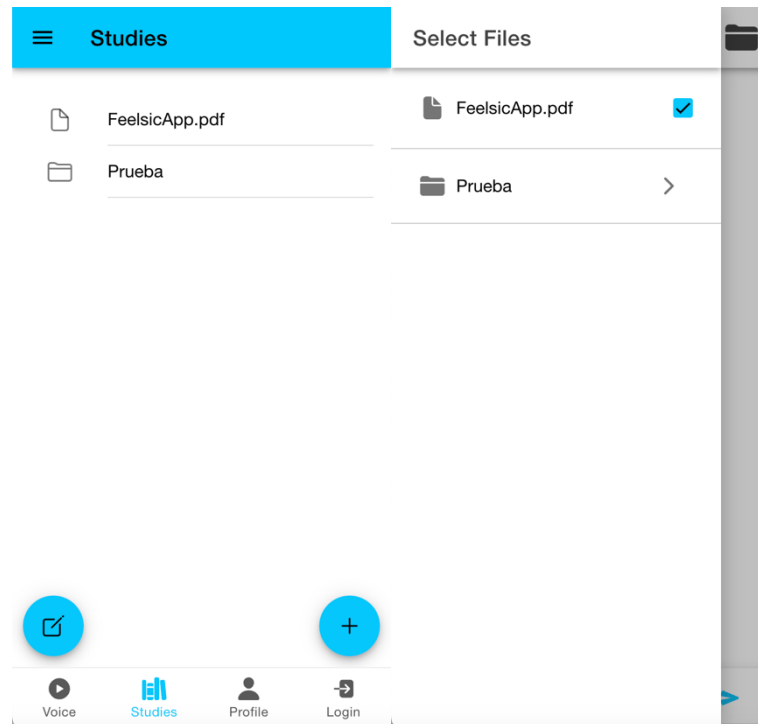 Studies
FeelsicApp.pdf
Prueba
Voice
Studies
Profile
Login
Select Files
FeelsicApp.pdf
Prueba